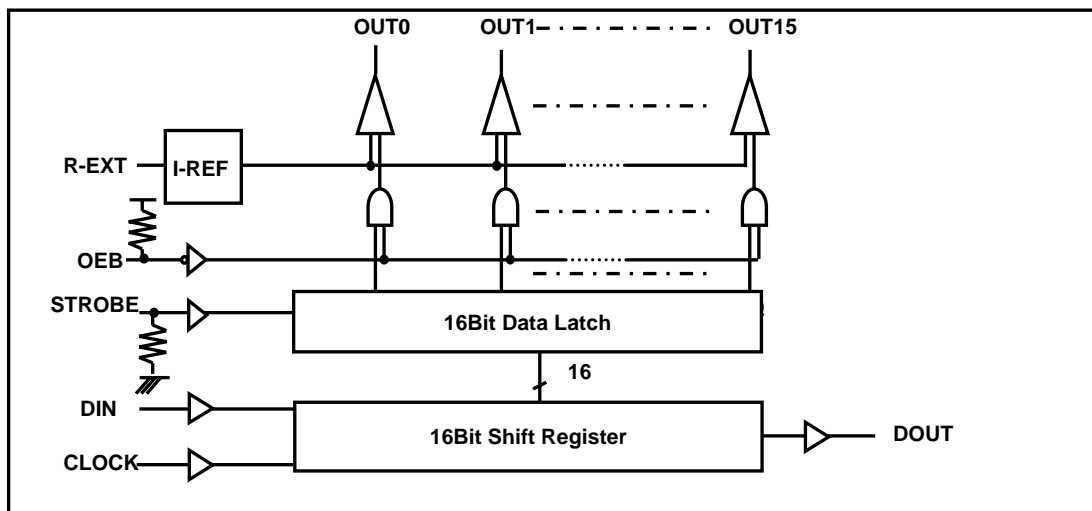 OUT0 OUT1 OUT15
R-EXT I-REF
OEB
STROBE
16Bit Data Latch
16
DIN
16Bit Shift Register
DOUT
CLOCK